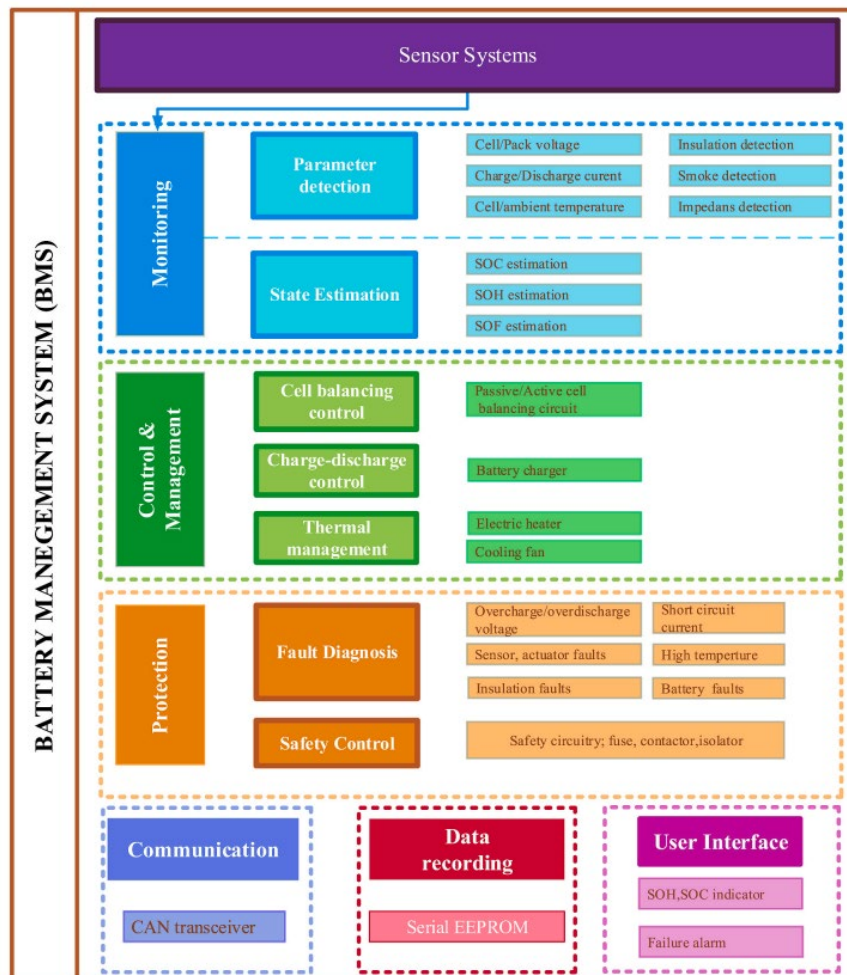 BATTERY MANEGEMENT SYSTEM (BMS)
Sensor Systems
Monitoring
Parameter
detection
Cell/Pack voltage
Insulation detection
Charge/Discharge curent
Smoke detection
Cell/ambient temperature
Impedans detection
State Estimation
SOC estimation
SOH estimation
SOF estimation
Control &
Management
Cell balancing
control
Passive/Active cell
balancing circuit
Charge-discharge
control
Battery charger
Thermal
management
Electric heater
Cooling fan
Protection
Fault Diagnosis
Overcharge/overdischarge
voltage
Short circuit
current
Sensor, actuator faults
High temperture
Insulation faults
Battery faults
Safety Control
Safety circuitry; fuse, contactor,isolator
Communication
CAN transceiver
Data
recording
Serial EEPROM
User Interface
SOH,SOC indicator
Failure alarm